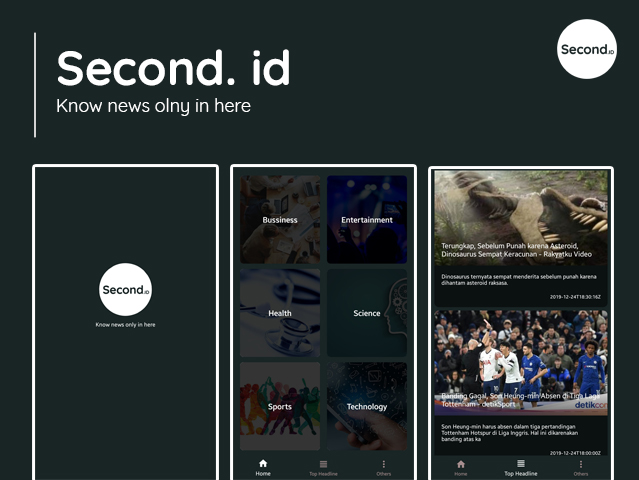 Second. id
Know news olny in here
Second.ID
Second.ID
Know news only in here
Bussiness
Entertainment
Health
Science
Sports
Technology
Home
Top Headline
Others
Terungkap, Sebelum Punah karena Asteroid,
Dinosaurus Sempat Keracunan - Rakyatku Video
Dinosaurus ternyata sempat menderita sebelum punah karena
dihantam asteroid raksasa.
2019-12-24T18:30:16Z
Banding Gagal, Son Heung-min Absen di Tiga Laga
Tottenham - detikSport
detikcom
Son Heung-min harus absen dalam tiga pertandingan
Tottenham Hotspur di Liga Inggris. Hal ini dikarenakan
banding atas ka
2019-12-24T18:00:00Z
Home
Top Headline
Others